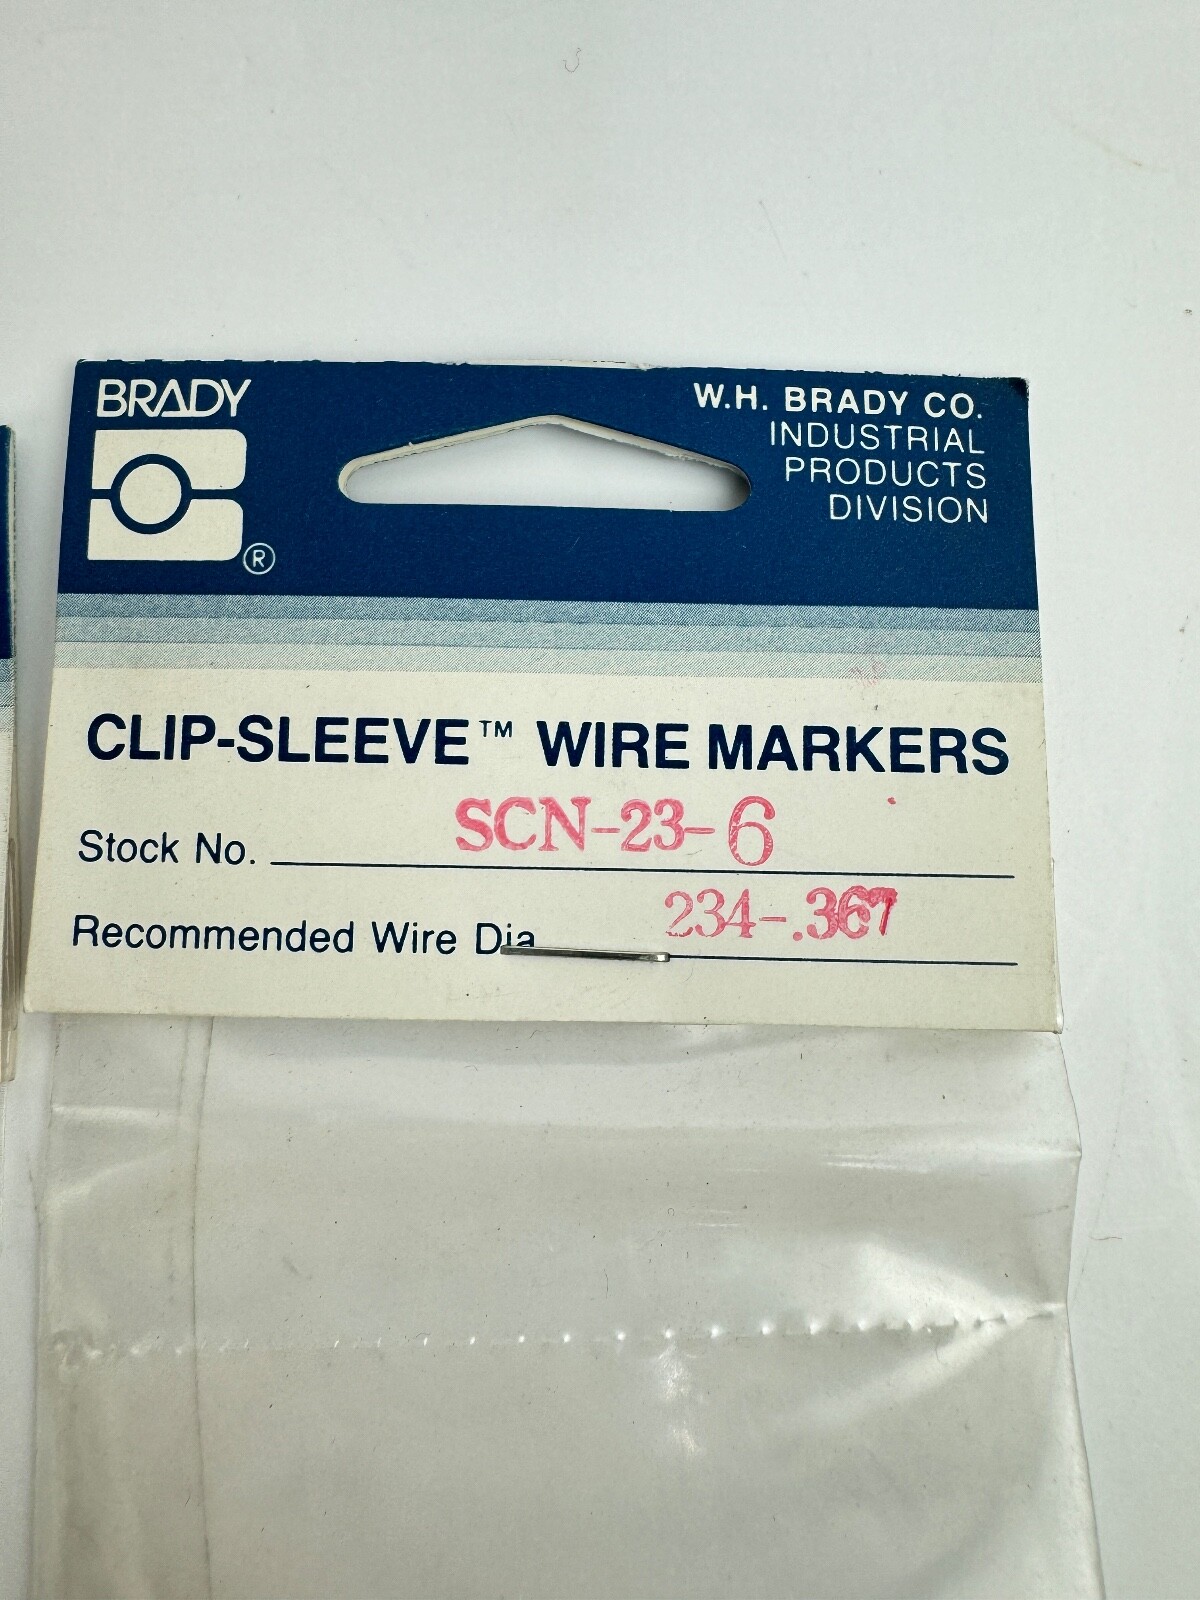 BRADY
®
W.H. BRADY CO.
INDUSTRIAL
PRODUCTS
DIVISION
CLIP-SLEEVE™ WIRE MARKERS
Stock No. SCN-23-6
Recommended Wire Dia 234-.367